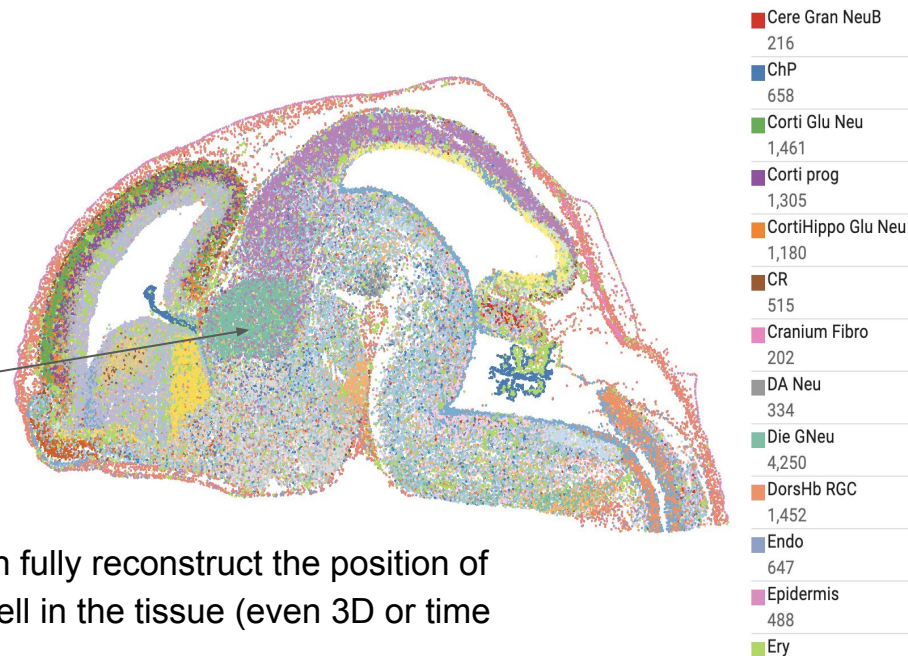 Cere Gran NeuB
216
ChP
658
Corti Glu Neu
1,461
Corti prog
1,305
CortiHippo Glu Neu
1,180
CR
515
Cranium Fibro
202
DA Neu
334
Die GNeu
4,250
DorsHb RGC
1,452
Endo
647
Epidermis
488
Ery
fully reconstruct the position of
ell in the tissue (even 3D or time